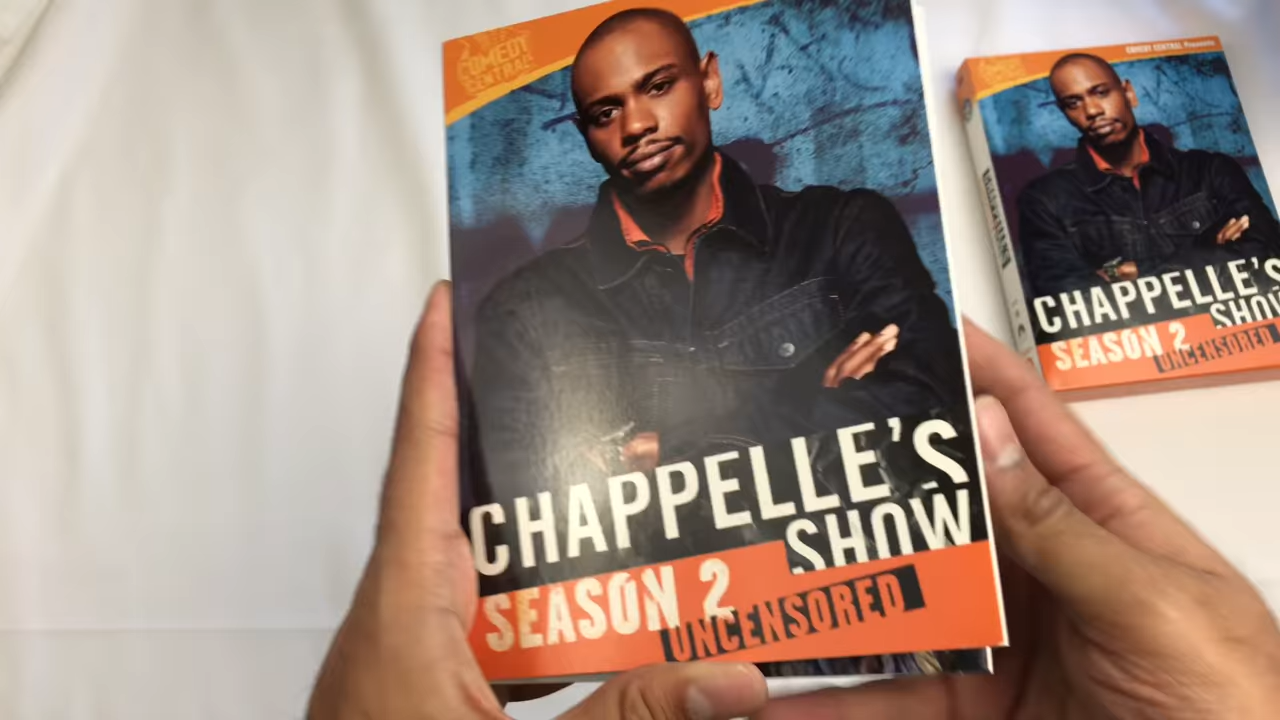 COMEDY
CENTRAL
CHAPPELLE'S
SHOW
SEASON 2
UNCENSORED
COMEDY CENTRAL Presents
CHAPPELLE'S
SHOW
SEASON 2
UNCENSORED